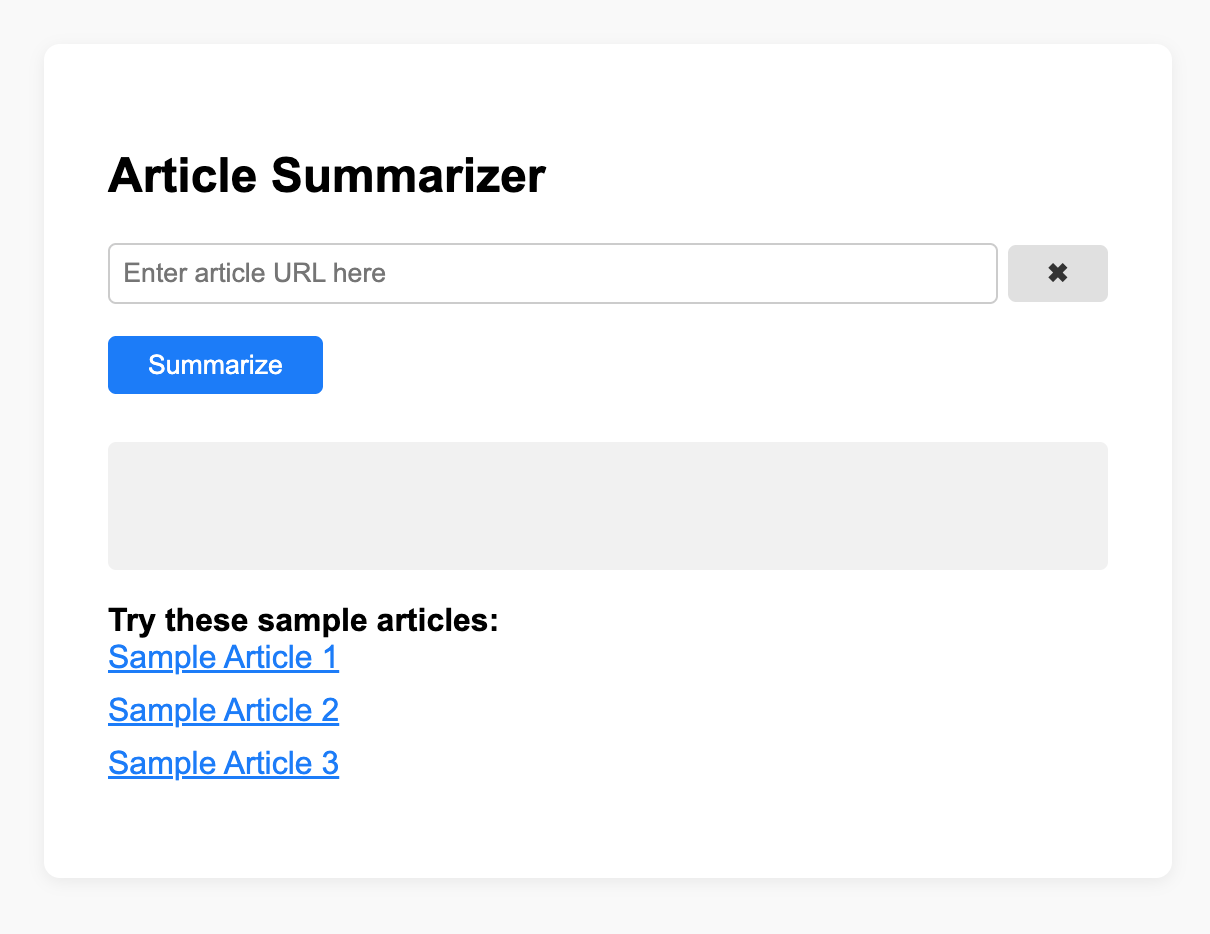 Article Summarizer
Enter article URL here
✖
Summarize
Try these sample articles:
Sample Article 1
Sample Article 2
Sample Article 3